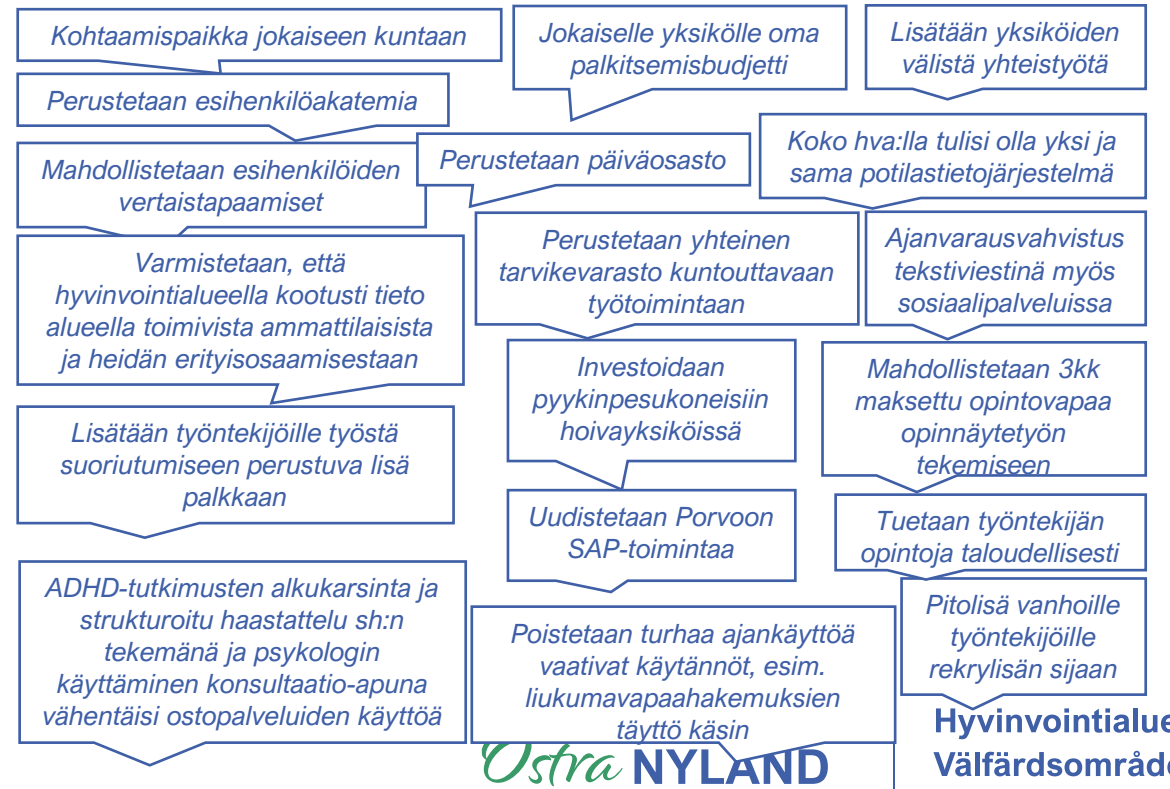 Kohtaamispaikka jokaiseen kuntaan
Jokaiselle yksikölle oma
palkitsemisbudjetti
Lisätään yksiköiden
välistä yhteistyötä
Perustetaan esihenkilöakatemia
Mahdollistetaan esihenkilöiden
vertaistapaamiset
Perustetaan päiväosasto
Koko hva:lla tulisi olla yksi ja
sama potilastietojärjestelmä
Varmistetaan, että
hyvinvointialueella kootusti tieto
alueella toimivista ammattilaisista
ja heidän erityisosaamisestaan
Perustetaan yhteinen
tarvikevarasto kuntouttavaan
työtoimintaan
Ajanvarausvahvistus
tekstiviestinä myös
sosiaalipalveluissa
Investoidaan
pyykinpesukoneisiin
hoivayksiköissä
Mahdollistetaan 3kk
maksettu opintovapaa
opinnäytetyön
tekemiseen
Lisätään työntekijöille työstä
suoriutumiseen perustuva lisä
palkkaan
Uudistetaan Porvoon
SAP-toimintaa
Tuetaan työntekijän
opintoja taloudellisesti
ADHD-tutkimusten alkukarsinta ja
strukturoitu haastattelu sh:n
tekemänä ja psykologin
käyttäminen konsultaatio-apuna
vähentäisi ostopalveluiden käyttöä
Poistetaan turhaa ajankäyttöä
vaativat käytännöt, esim.
liukumavapaahakemuksien
täyttö käsin
Pitolisä vanhoille
työntekijöille
rekrylisän sijaan
Östra NYLAND
Hyvinvointialue
Välfärdsområde